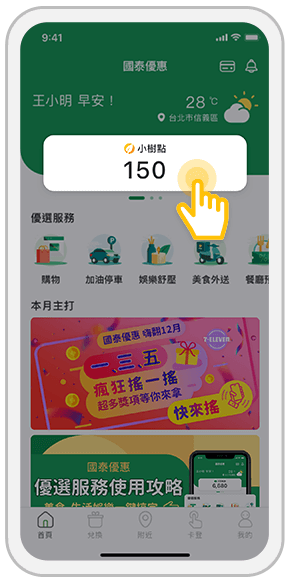 9:41
國泰優惠
王小明 早安！
28 °C
台北市信義區
小樹點
150
優選服務
購物 加油停車 娛樂舒壓 美食外送 餐廳預
本月主打
國泰優惠 嗨翻12月
7-ELEVEN
一、三、五
瘋狂搖一搖
超多獎項等你來拿
快來搖
國泰優惠
優選服務使用攻略
6,880
首頁 兌換 附近 卡登 我的